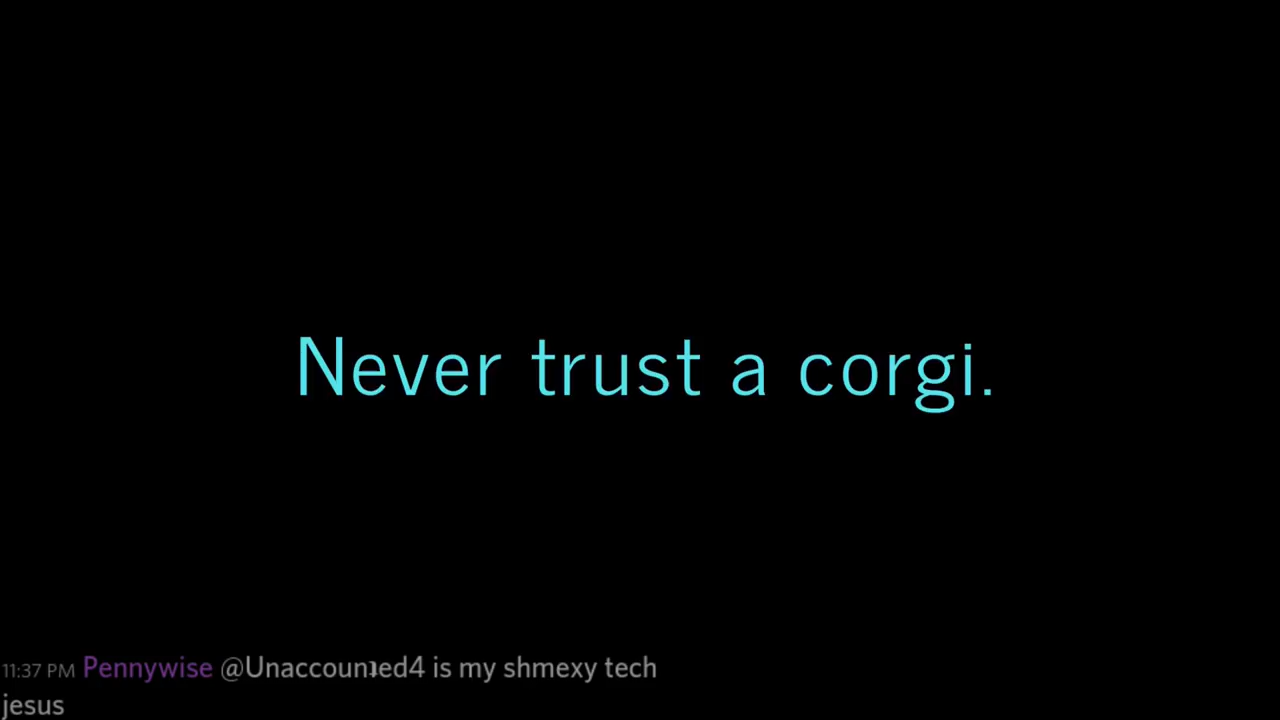 Never trust a corgi.
11:37 PM Pennywise @Unaccounted4 is my shmexy tech
jesus